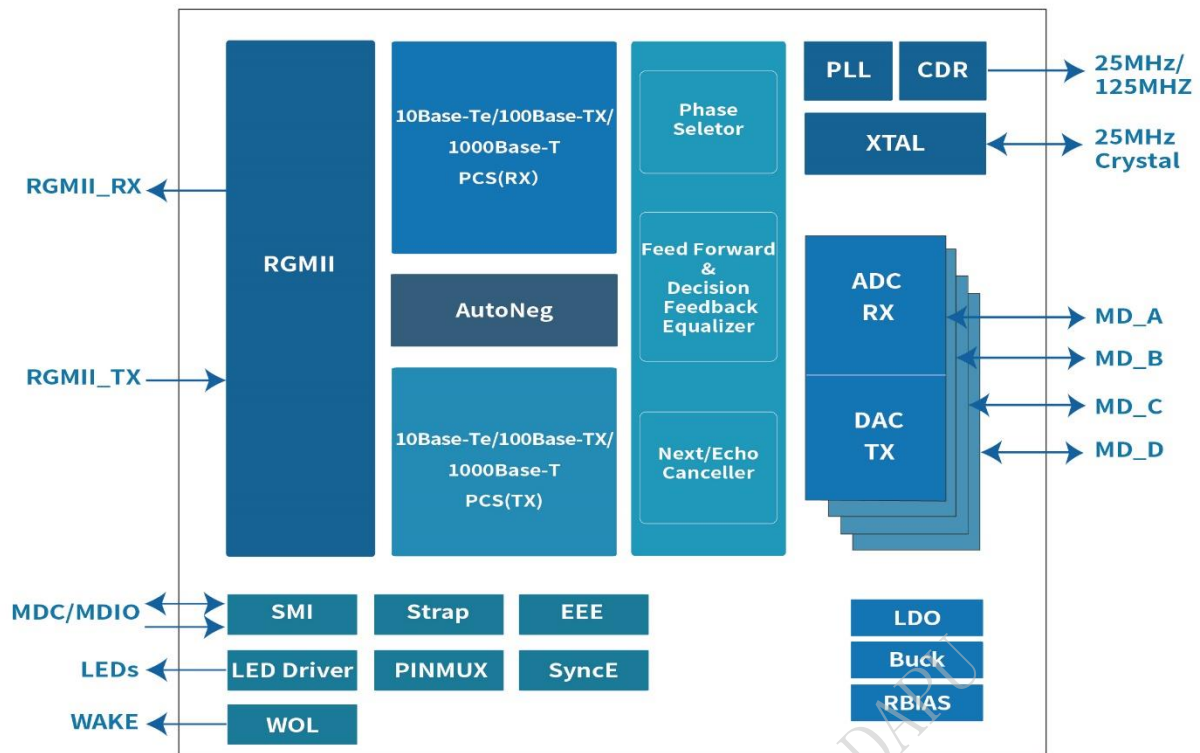 RGMII_RX
RGMII_TX
MDC/MDIO
LEDs
WAKE
RGMII
10Base-Te/100Base-TX/
1000Base-T
PCS(RX)
AutoNeg
10Base-Te/100Base-TX/
1000Base-T
PCS(TX)
Phase
Seletor
Feed Forward
&
Decision
Feedback
Equalizer
Next/Echo
Canceller
PLL
CDR
XTAL
25MHz/
125MHZ
25MHz
Crystal
ADC
RX
DAC
TX
MD_A
MD_B
MD_C
MD_D
SMI
Strap
EEE
LED Driver
PINMUX
SyncE
WOL
LDO
Buck
RBIAS
DAPU